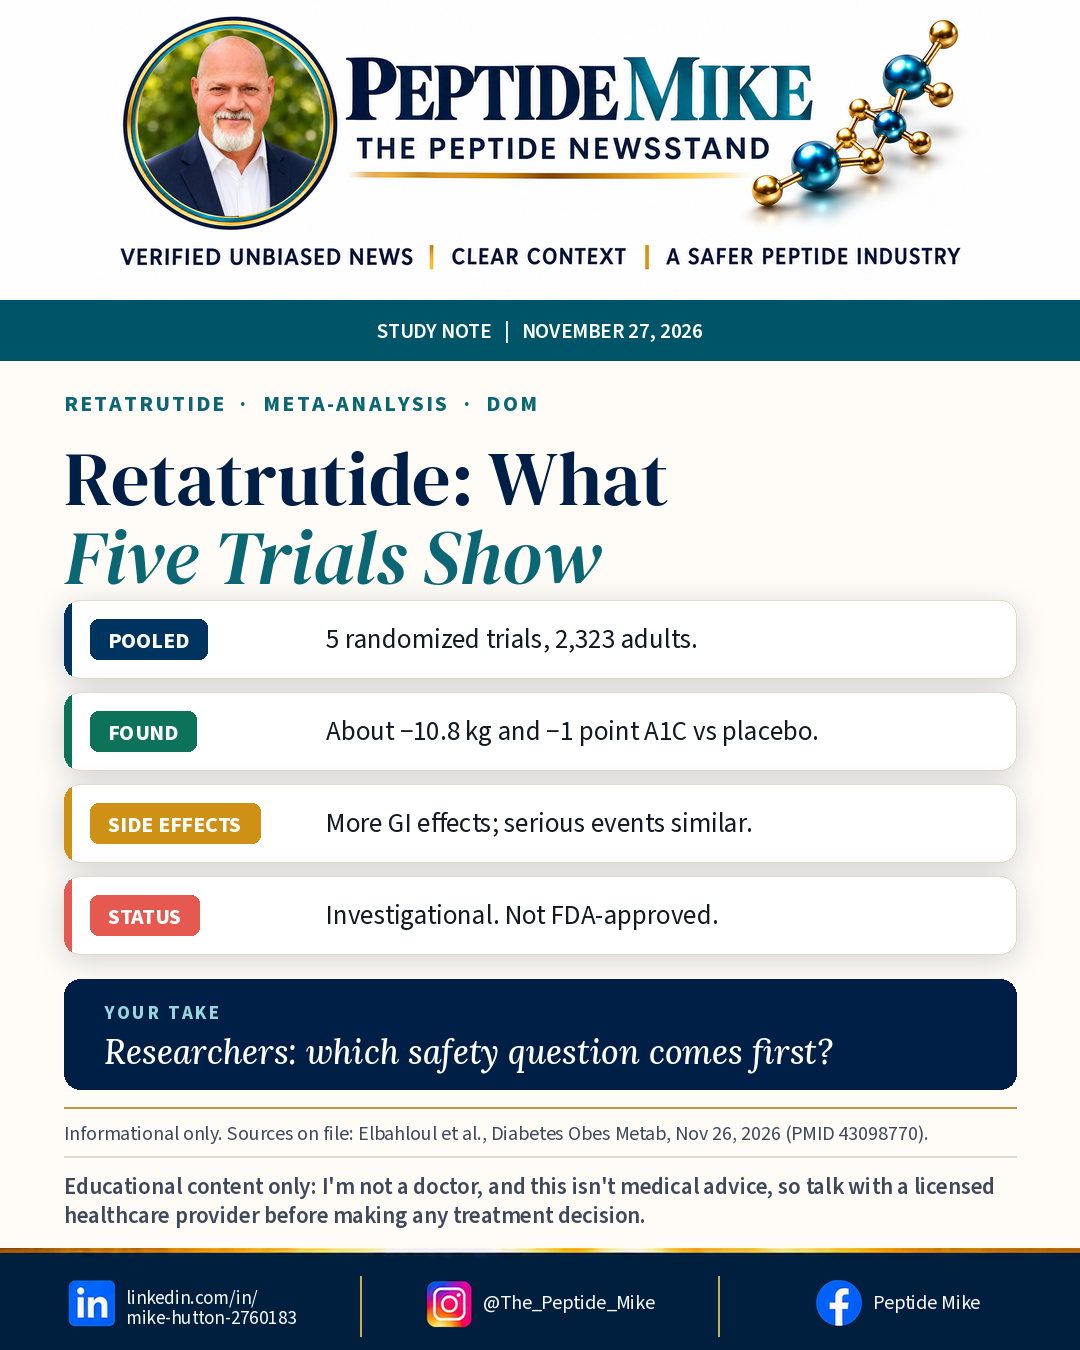 PEPTIDEMIKE
THE PEPTIDE NEWSSTAND
VERIFIED UNBIASED NEWS | CLEAR CONTEXT | A SAFER PEPTIDE INDUSTRY
STUDY NOTE | NOVEMBER 27, 2026
RETATRUTIDE · META-ANALYSIS · DOM
Retatrutide: What
Five Trials Show
POOLED 5 randomized trials, 2,323 adults.
FOUND About −10.8 kg and −1 point A1C vs placebo.
SIDE EFFECTS More GI effects; serious events similar.
STATUS Investigational. Not FDA-approved.
YOUR TAKE
Researchers: which safety question comes first?
Informational only. Sources on file: Elbahloul et al., Diabetes Obes Metab, Nov 26, 2026 (PMID 43098770).
Educational content only: I'm not a doctor, and this isn't medical advice, so talk with a licensed
healthcare provider before making any treatment decision.
in linkedin.com/in/
mike-hutton-2760183
@The_Peptide_Mike
f Peptide Mike